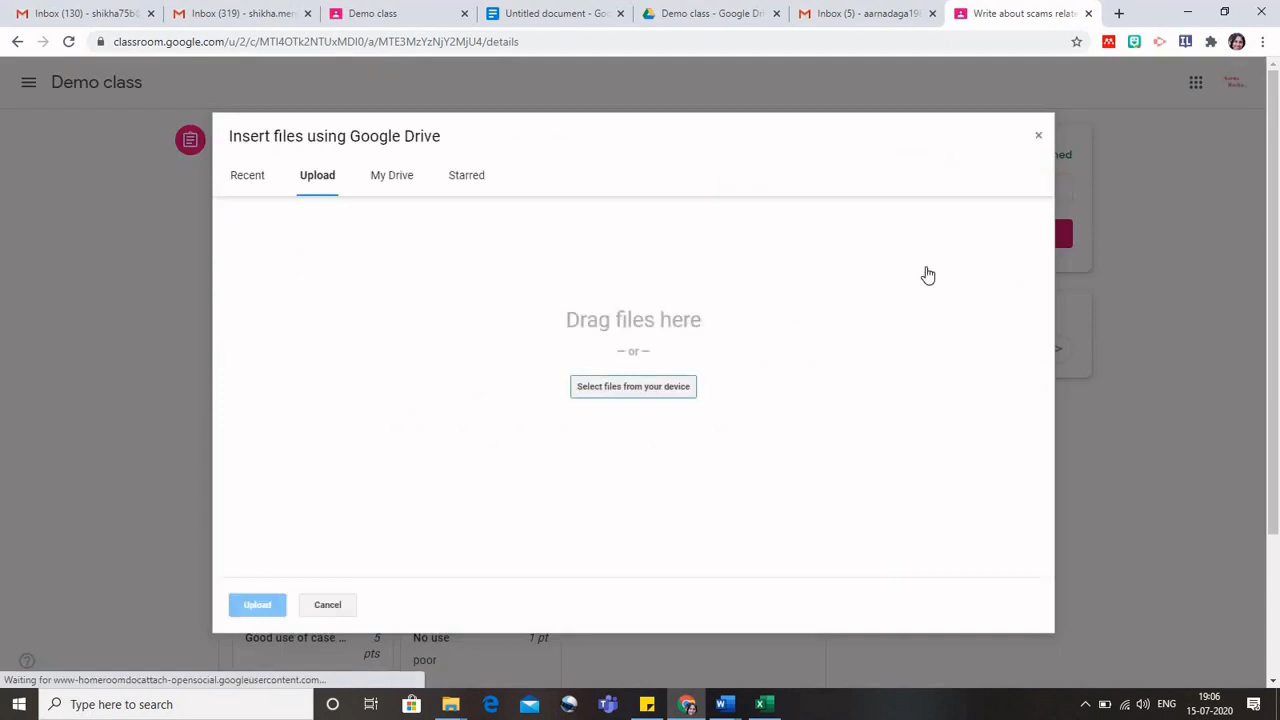 Inbox (130) - shikha75b@
Inbox (319) - shikha.mer
Demo class
Untitled document - Goo
Demo class - Google Dr
Inbox (5) - aarnadaga19
Write about scams relate
classroom.google.com/u/2/c/MTI4OTk2NTUxMDI0/a/MTE3MzYzNjY2MjU4/details
Demo class
Insert files using Google Drive
Recent
Upload
My Drive
Starred
Drag files here
– or –
Select files from your device
Upload
Cancel
Good use of case ...
5
pts
No use
1 pt
poor
Waiting for www-homeroomdocattach-opensocial.googleusercontent.com...
Type here to search
ENG
19:06
15-07-2020